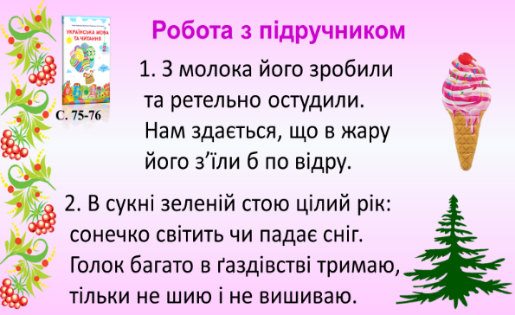 Робота з підручником
УКРАЇНСЬКА МОВА
ТА ЧИТАННЯ
С. 75-76
1. З молока його зробили
та ретельно остудили.
Нам здається, що в жару
його з’їли б по відру.
2. В сукні зеленій стою цілий рік:
сонечко світить чи падає сніг.
Голок багато в ґаздівстві тримаю,
тільки не шию і не вишиваю.